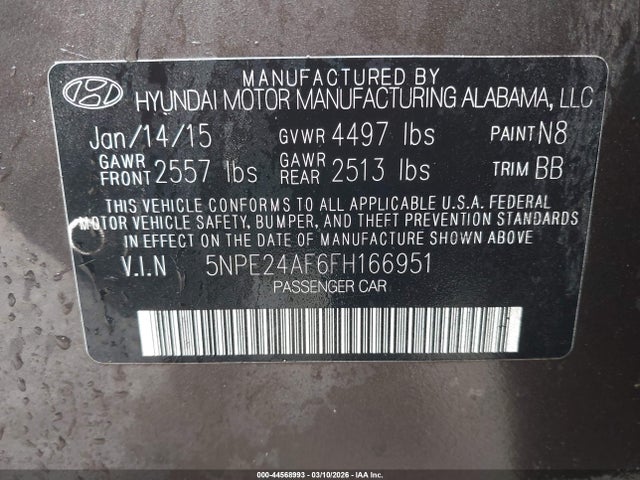 MANUFACTURED BY
HYUNDAI MOTOR MANUFACTURING ALABAMA, LLC
Jan/14/15 GVWR 4497 lbs PAINT N8
GAWR FRONT 2557 lbs GAWR REAR 2513 lbs TRIM BB
THIS VEHICLE CONFORMS TO ALL APPLICABLE U.S.A. FEDERAL
MOTOR VEHICLE SAFETY, BUMPER, AND THEFT PREVENTION STANDARDS
IN EFFECT ON THE DATE OF MANUFACTURE SHOWN ABOVE.
V.I.N 5NPE24AF6FH166951
PASSENGER CAR
000-44568993 - 03/10/2026 - IAAI.COM